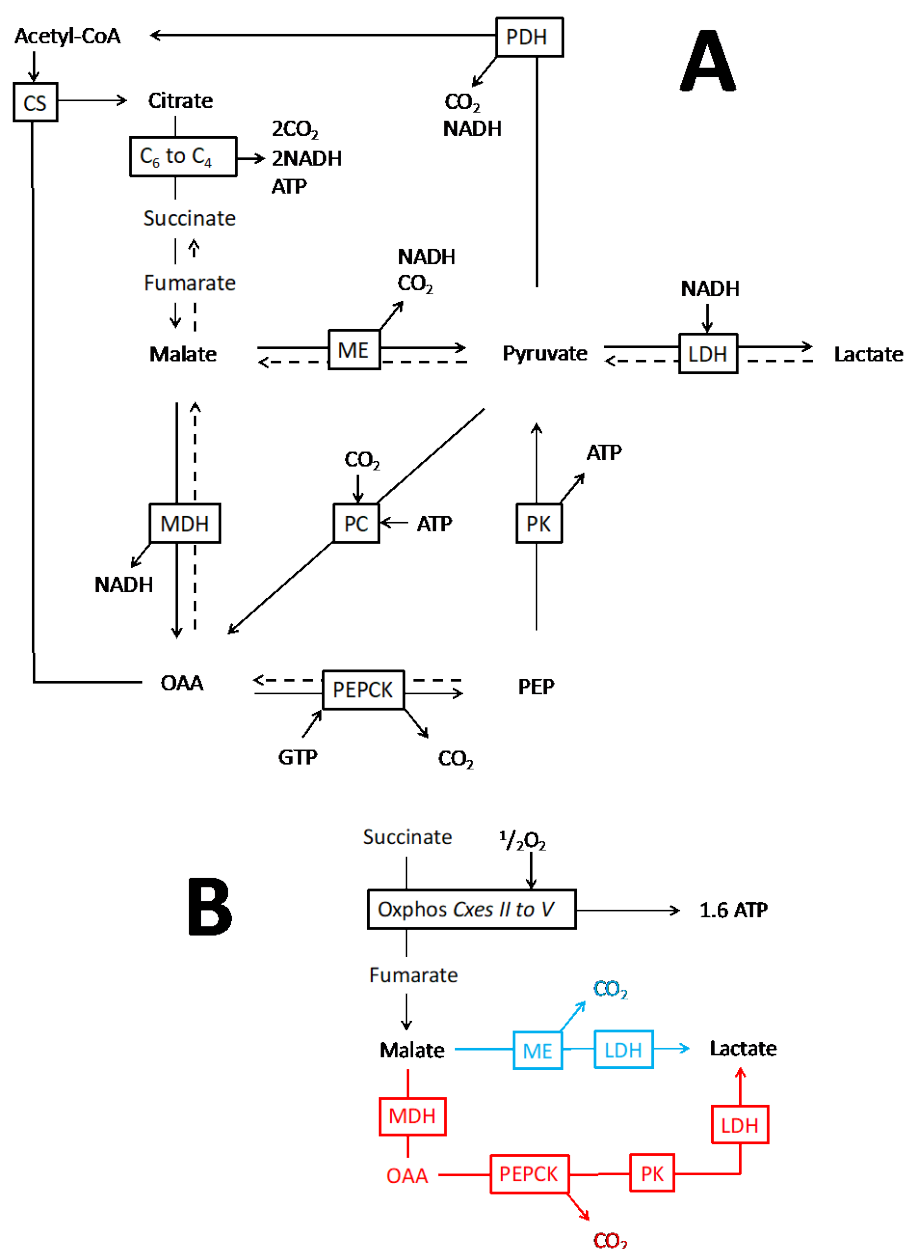 Acetyl-CoA
PDH
A
CS
Citrate
CO₂
NADH
C₆ to C₄
2CO₂
2NADH
ATP
Succinate
Fumarate
NADH
CO₂
NADH
Malate
ME
Pyruvate
LDH
Lactate
CO₂
ATP
MDH
PC
ATP
PK
NADH
OAA
PEPCK
PEP
GTP
CO₂
B
Succinate
¹/₂O₂
Oxphos Cxes II to V
1.6 ATP
Fumarate
CO₂
Malate
ME
LDH
Lactate
MDH
LDH
OAA
PEPCK
PK
CO₂